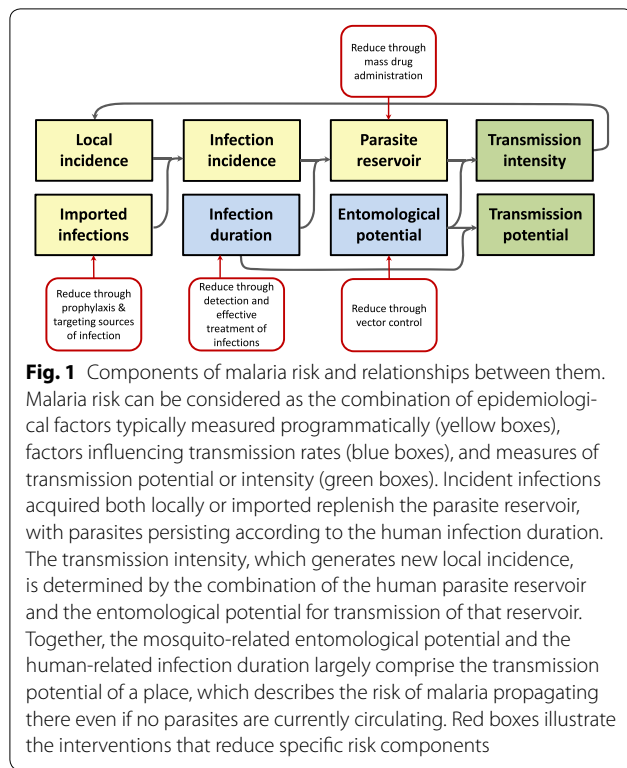 Reduce through
mass drug
administration
Local
incidence
Infection
incidence
Parasite
reservoir
Transmission
intensity
Imported
infections
Infection
duration
Entomological
potential
Transmission
potential
Reduce through
prophylaxis &
targeting sources
of infection
Reduce through
detection and
effective
treatment of
infections
Reduce through
vector control
Fig. 1 Components of malaria risk and relationships between them.
Malaria risk can be considered as the combination of epidemiologi-
cal factors typically measured programmatically (yellow boxes),
factors influencing transmission rates (blue boxes), and measures of
transmission potential or intensity (green boxes). Incident infections
acquired both locally or imported replenish the parasite reservoir,
with parasites persisting according to the human infection duration.
The transmission intensity, which generates new local incidence,
is determined by the combination of the human parasite reservoir
and the entomological potential for transmission of that reservoir.
Together, the mosquito-related entomological potential and the
human-related infection duration largely comprise the transmission
potential of a place, which describes the risk of malaria propagating
there even if no parasites are currently circulating. Red boxes illustrate
the interventions that reduce specific risk components